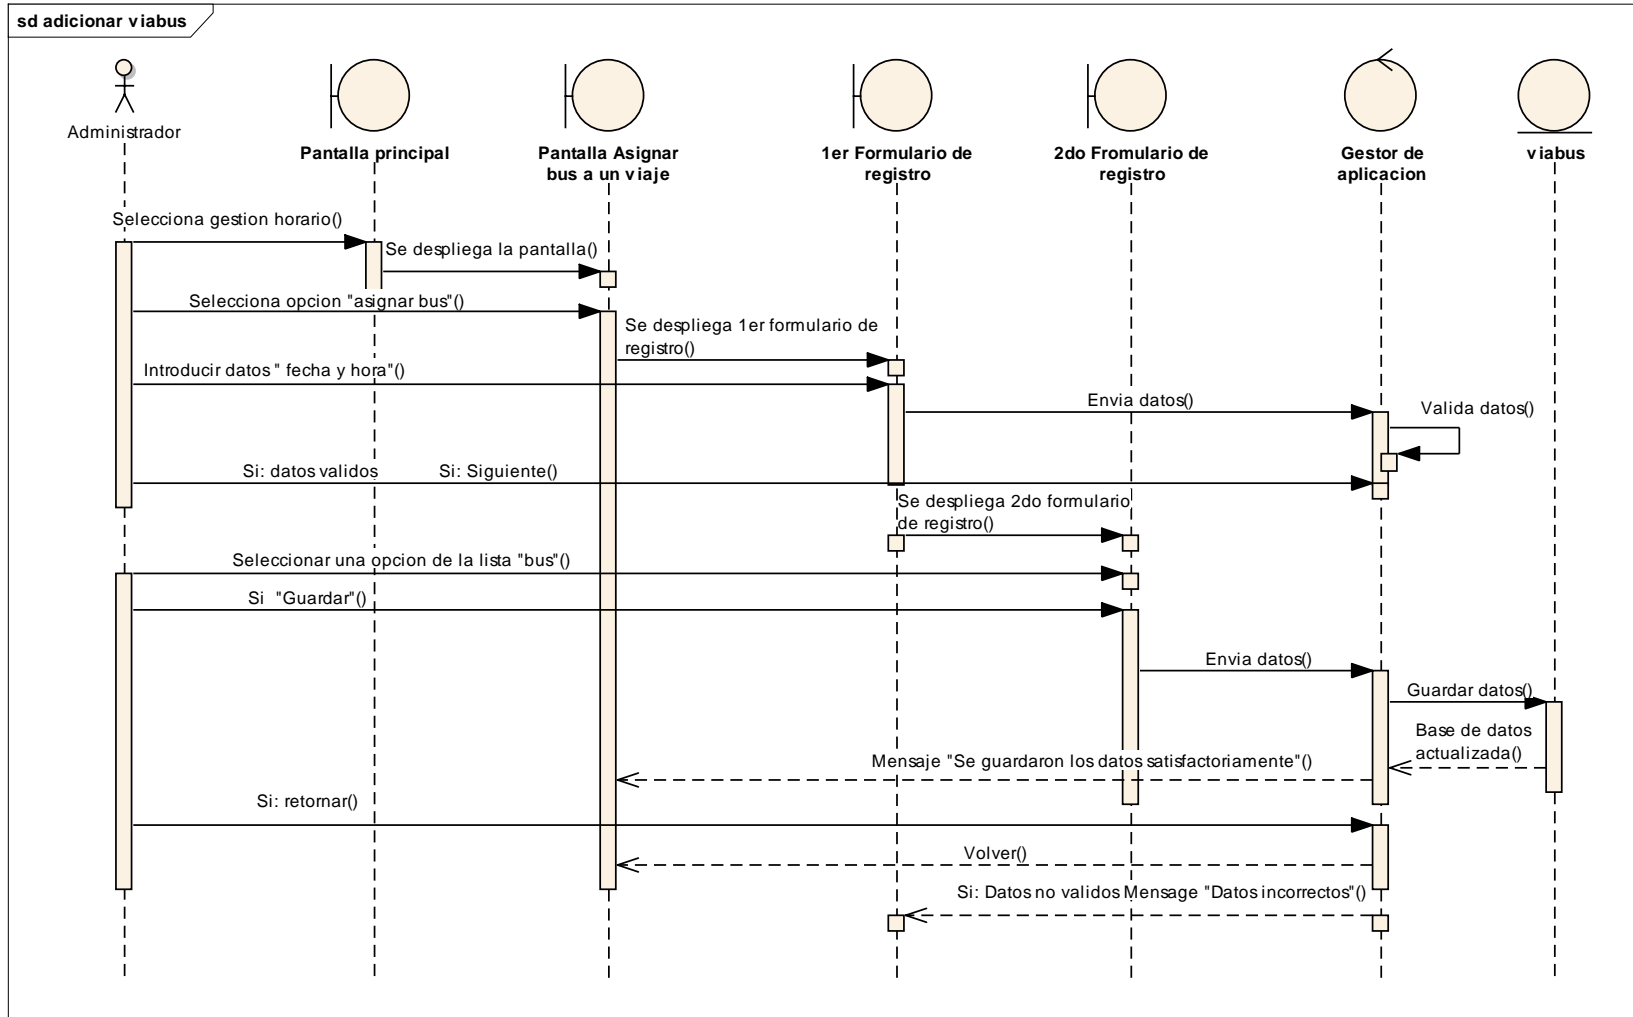 sd adicionar viabus
Administrador
Pantalla principal
Pantalla Asignar
bus a un viaje
1er Formulario de
registro
2do Fromulario de
registro
Gestor de
aplicacion
viabus
Selecciona gestion horario()
Se despliega la pantalla()
Selecciona opcion "asignar bus"()
Se despliega 1er formulario de
registro()
Introducir datos " fecha y hora"()
Envia datos()
Valida datos()
Si: datos validos Si: Siguiente()
Se despliega 2do formulario
de registro()
Seleccionar una opcion de la lista "bus"()
Si "Guardar"()
Envia datos()
Guardar datos()
Base de datos
actualizada()
Mensaje "Se guardaron los datos satisfactoriamente"()
Si: retornar()
Volver()
Si: Datos no validos Mensage "Datos incorrectos"()